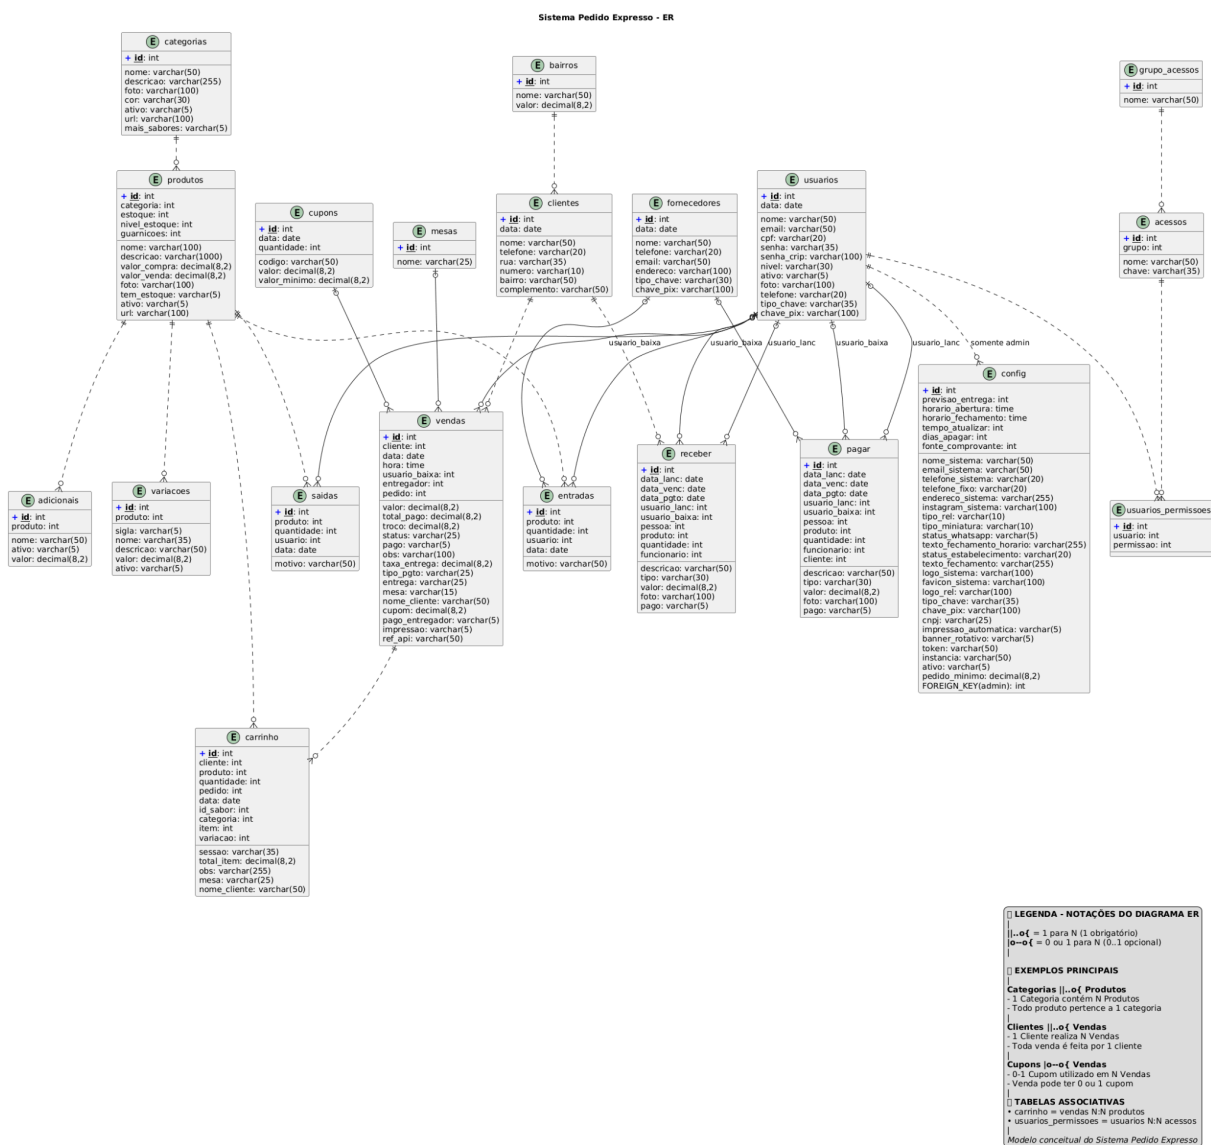 Sistema Pedido Expresso - ER
E categorias
+ id: int
nome: varchar(50)
descricao: varchar(255)
foto: varchar(100)
cor: varchar(30)
ativo: varchar(5)
url: varchar(100)
mais_sabores: varchar(5)
E bairros
+ id: int
nome: varchar(50)
valor: decimal(8,2)
E grupo_acessos
+ id: int
nome: varchar(50)
E produtos
+ id: int
categoria: int
estoque: int
nivel_estoque: int
guarnicoes: int
nome: varchar(100)
descricao: varchar(1000)
valor_compra: decimal(8,2)
valor_venda: decimal(8,2)
foto: varchar(100)
tem_estoque: varchar(5)
ativo: varchar(5)
url: varchar(100)
E cupons
+ id: int
data: date
quantidade: int
codigo: varchar(50)
valor: decimal(8,2)
valor_minimo: decimal(8,2)
E mesas
+ id: int
nome: varchar(25)
E clientes
+ id: int
data: date
nome: varchar(50)
telefone: varchar(20)
rua: varchar(35)
numero: varchar(10)
bairro: varchar(50)
complemento: varchar(50)
E fornecedores
+ id: int
data: date
nome: varchar(50)
telefone: varchar(20)
email: varchar(50)
endereco: varchar(100)
tipo_chave: varchar(30)
chave_pix: varchar(100)
E usuarios
+ id: int
data: date
nome: varchar(50)
email: varchar(50)
cpf: varchar(20)
senha: varchar(35)
senha_crip: varchar(100)
nivel: varchar(30)
ativo: varchar(5)
foto: varchar(100)
telefone: varchar(20)
tipo_chave: varchar(35)
chave_pix: varchar(100)
E acessos
+ id: int
grupo: int
nome: varchar(50)
chave: varchar(35)
usuario_baixa
usuario_baixa
usuario_lanc
usuario_baixa
usuario_lanc
somente admin
E adicionais
+ id: int
produto: int
nome: varchar(50)
ativo: varchar(5)
valor: decimal(8,2)
E variacoes
+ id: int
produto: int
sigla: varchar(5)
nome: varchar(35)
descricao: varchar(50)
valor: decimal(8,2)
ativo: varchar(5)
E saidas
+ id: int
produto: int
quantidade: int
usuario: int
data: date
motivo: varchar(50)
E vendas
+ id: int
cliente: int
data: date
hora: time
usuario_baixa: int
entregador: int
pedido: int
valor: decimal(8,2)
total_pago: decimal(8,2)
troco: decimal(8,2)
status: varchar(25)
pago: varchar(5)
obs: varchar(100)
taxa_entrega: decimal(8,2)
tipo_pgto: varchar(25)
entrega: varchar(25)
mesa: varchar(15)
nome_cliente: varchar(50)
cupom: decimal(8,2)
pago_entregador: varchar(5)
impressao: varchar(5)
ref_api: varchar(50)
E entradas
+ id: int
produto: int
quantidade: int
usuario: int
data: date
motivo: varchar(50)
E receber
+ id: int
data_lanc: date
data_venc: date
data_pgto: date
usuario_lanc: int
usuario_baixa: int
pessoa: int
produto: int
quantidade: int
funcionario: int
descricao: varchar(50)
tipo: varchar(30)
valor: decimal(8,2)
foto: varchar(100)
pago: varchar(5)
E pagar
+ id: int
data_lanc: date
data_venc: date
data_pgto: date
usuario_lanc: int
usuario_baixa: int
pessoa: int
produto: int
quantidade: int
funcionario: int
cliente: int
descricao: varchar(50)
tipo: varchar(30)
valor: decimal(8,2)
foto: varchar(100)
pago: varchar(5)
E config
+ id: int
previsao_entrega: int
horario_abertura: time
horario_fechamento: time
tempo_atualizar: int
dias_apagar: int
fonte_comprovante: int
nome_sistema: varchar(50)
email_sistema: varchar(50)
telefone_sistema: varchar(20)
telefone_fixo: varchar(20)
endereco_sistema: varchar(255)
instagram_sistema: varchar(100)
tipo_rel: varchar(10)
tipo_miniatura: varchar(10)
status_whatsapp: varchar(5)
texto_fechamento_horario: varchar(255)
status_estabelecimento: varchar(20)
texto_fechamento: varchar(255)
logo_sistema: varchar(100)
favicon_sistema: varchar(100)
logo_rel: varchar(100)
tipo_chave: varchar(35)
chave_pix: varchar(100)
cnpj: varchar(25)
impressao_automatica: varchar(5)
banner_rotativo: varchar(5)
token: varchar(50)
instancia: varchar(50)
ativo: varchar(5)
pedido_minimo: decimal(8,2)
FOREIGN_KEY(admin): int
E usuarios_permissoes
+ id: int
usuario: int
permissao: int
E carrinho
+ id: int
cliente: int
produto: int
quantidade: int
pedido: int
data: date
id_sabor: int
categoria: int
item: int
variacao: int
sessao: varchar(35)
total_item: decimal(8,2)
obs: varchar(255)
mesa: varchar(25)
nome_cliente: varchar(50)
LEGENDA - NOTAÇÕES DO DIAGRAMA ER
|
||..o{ = 1 para N (1 obrigatório)
|o--o{ = 0 ou 1 para N (0..1 opcional)
|
EXEMPLOS PRINCIPAIS
|
Categorias ||..o{ Produtos
- 1 Categoria contém N Produtos
- Todo produto pertence a 1 categoria
|
Clientes ||..o{ Vendas
- 1 Cliente realiza N Vendas
- Toda venda é feita por 1 cliente
|
Cupons |o--o{ Vendas
- 0-1 Cupom utilizado em N Vendas
- Venda pode ter 0 ou 1 cupom
|
TABELAS ASSOCIATIVAS
• carrinho = vendas N:N produtos
• usuarios_permissoes = usuarios N:N acessos
|
Modelo conceitual do Sistema Pedido Expresso